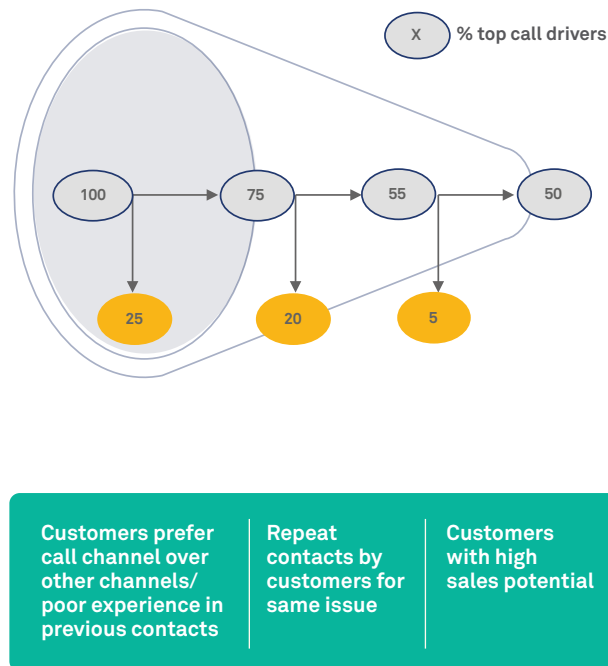 X % top call drivers
100 75 55 50
25 20 5
Customers prefer
call channel over
other channels/
poor experience in
previous contacts
Repeat
contacts by
customers for
same issue
Customers
with high
sales potential